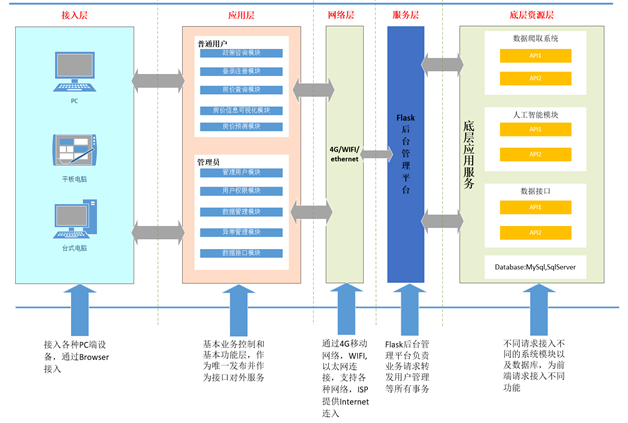 接入层
应用层
网络层
服务层
底层资源层
PC
平板电脑
台式电脑
普通用户
政策咨询模块
登录注册模块
房价查询模块
房价信息可视化模块
房价预测模块
管理员
管理用户模块
用户权限模块
数据管理模块
异常管理模块
数据接口模块
4G/WIFI/
ethernet
Flask
后
台
管
理
平
台
底层应用服务
数据爬取系统
API1
API2
人工智能模块
API1
API2
数据接口
API1
API2
Database:MySql,SqlServer
接入各种PC端设
备，通过Browser
接入
基本业务控制和
基本功能层，作
为唯一发布并作
为接口对外服务
通过4G移动
网络，WIFI,
以太网连
接，支持各
种网络，ISP
提供Internet
连入
Flask后台管
理平台负责
业务请求转
发用户管理
等所有事务
不同请求接入不
同的系统模块以
及数据库，为前
端请求接入不同
功能